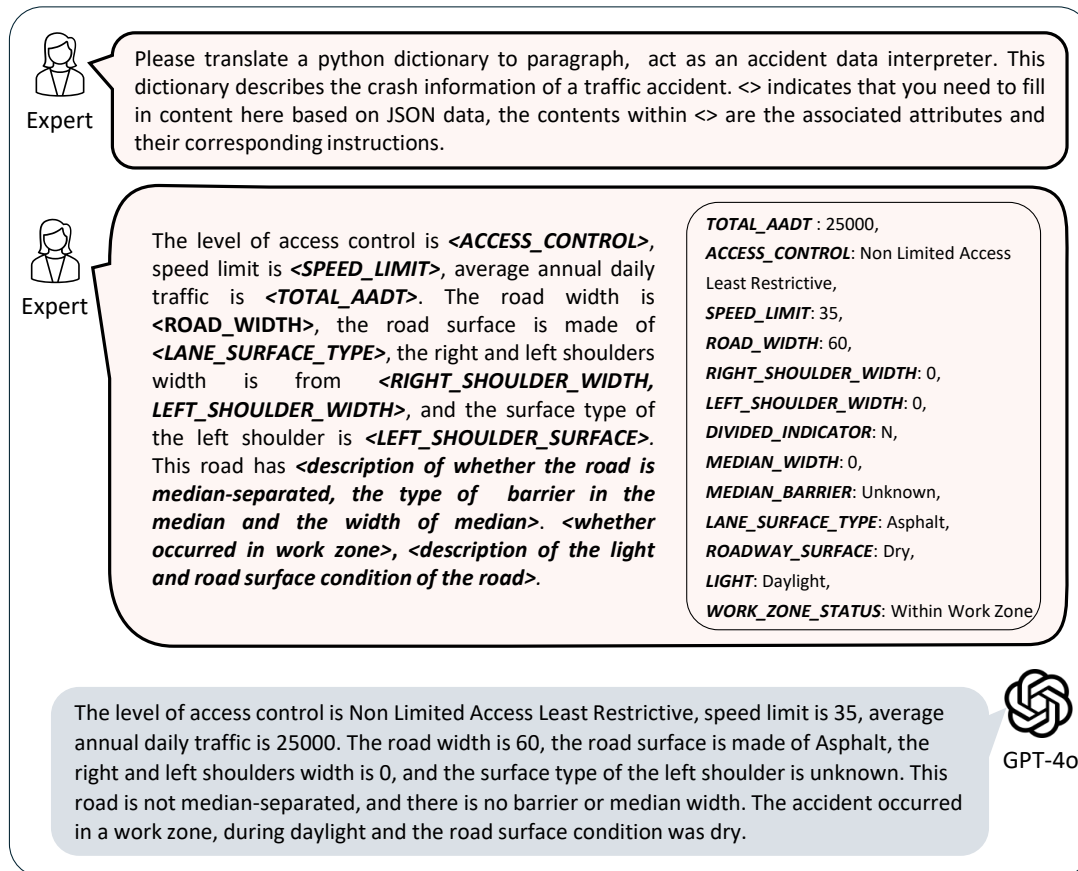 Please translate a python dictionary to paragraph, act as an accident data interpreter. This
dictionary describes the crash information of a traffic accident. <> indicates that you need to fill
in content here based on JSON data, the contents within <> are the associated attributes and
their corresponding instructions.
Expert
The level of access control is <ACCESS_CONTROL>,
speed limit is <SPEED_LIMIT>, average annual daily
traffic is <TOTAL_AADT>. The road width is
<ROAD_WIDTH>, the road surface is made of
<LANE_SURFACE_TYPE>, the right and left shoulders
width is from <RIGHT_SHOULDER_WIDTH,
LEFT_SHOULDER_WIDTH>, and the surface type of
the left shoulder is <LEFT_SHOULDER_SURFACE>.
This road has <description of whether the road is
median-separated, the type of barrier in the
median and the width of median>. <whether
occurred in work zone>, <description of the light
and road surface condition of the road>.
Expert
TOTAL_AADT : 25000,
ACCESS_CONTROL: Non Limited Access
Least Restrictive,
SPEED_LIMIT: 35,
ROAD_WIDTH: 60,
RIGHT_SHOULDER_WIDTH: 0,
LEFT_SHOULDER_WIDTH: 0,
DIVIDED_INDICATOR: N,
MEDIAN_WIDTH: 0,
MEDIAN_BARRIER: Unknown,
LANE_SURFACE_TYPE: Asphalt,
ROADWAY_SURFACE: Dry,
LIGHT: Daylight,
WORK_ZONE_STATUS: Within Work Zone
The level of access control is Non Limited Access Least Restrictive, speed limit is 35, average
annual daily traffic is 25000. The road width is 60, the road surface is made of Asphalt, the
right and left shoulders width is 0, and the surface type of the left shoulder is unknown. This
road is not median-separated, and there is no barrier or median width. The accident occurred
in a work zone, during daylight and the road surface condition was dry.
GPT-4o